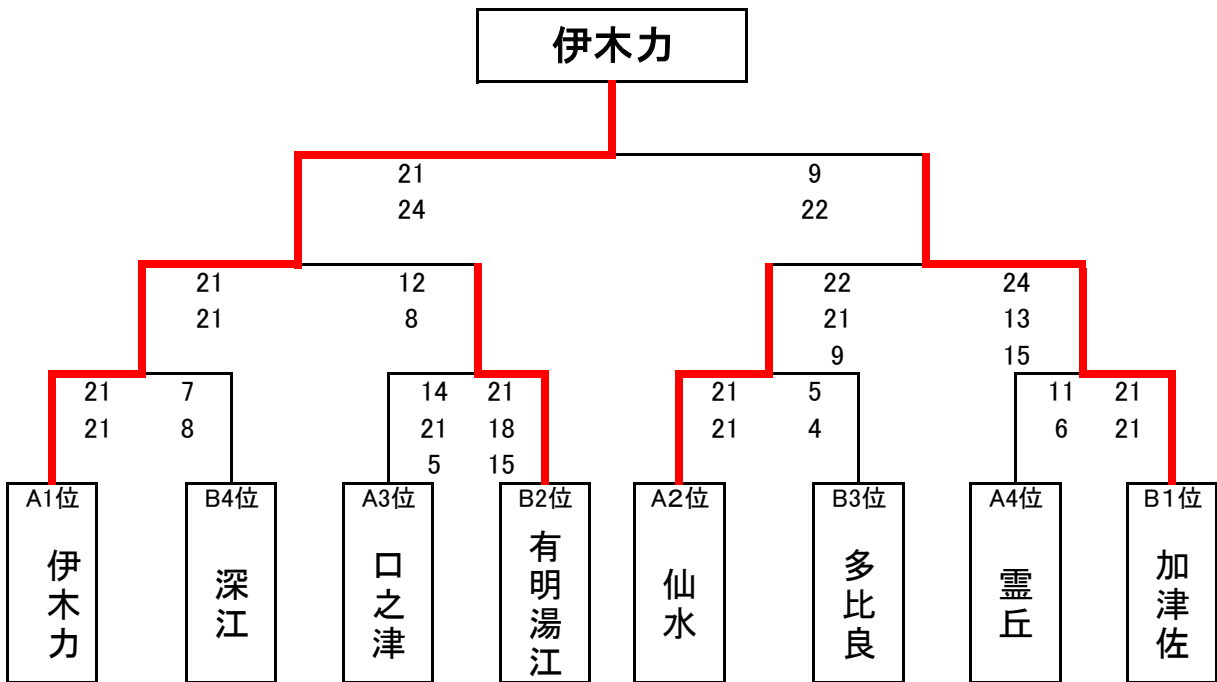 伊木力
21 9
24 22
21 12 22 24
21 8 21 13
9 15
21 7 14 21 21 5 11 21
21 8 21 18 21 4 6 21
5 15
A1位 B4位 A3位 B2位 A2位 B3位 A4位 B1位
伊木力
深江
口之津
有明湯江
仙水
多比良
霊丘
加津佐